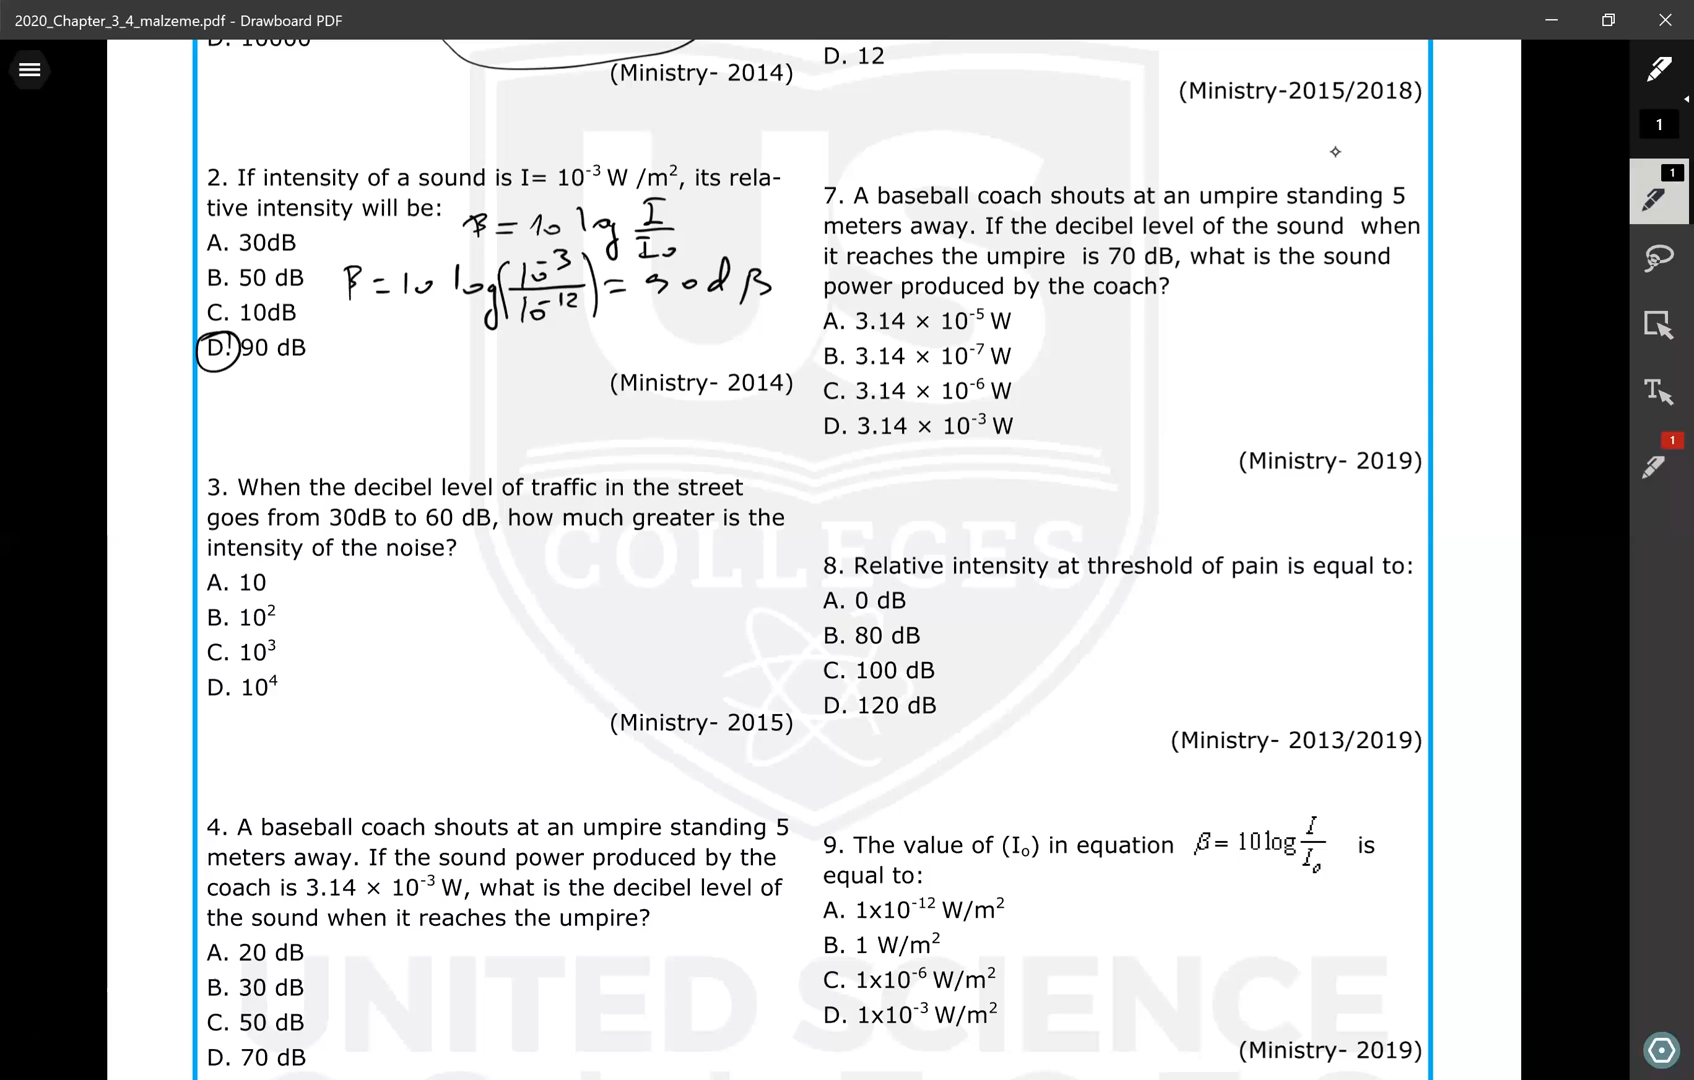 2020_Chapter_3_4_malzeme.pdf - Drawboard PDF
D. 10000
(Ministry- 2014)
2. If intensity of a sound is I= 10⁻³ W /m², its rela-
tive intensity will be:
β = 10 log I/I₀
A. 30dB
B. 50 dB
β = 10 log(10⁻³/10⁻¹²) = 90dβ
C. 10dB
D. 90 dB
(Ministry- 2014)
3. When the decibel level of traffic in the street
goes from 30dB to 60 dB, how much greater is the
intensity of the noise?
A. 10
B. 10²
C. 10³
D. 10⁴
(Ministry- 2015)
4. A baseball coach shouts at an umpire standing 5
meters away. If the sound power produced by the
coach is 3.14 × 10⁻³ W, what is the decibel level of
the sound when it reaches the umpire?
A. 20 dB
B. 30 dB
C. 50 dB
D. 70 dB
D. 12
(Ministry-2015/2018)
7. A baseball coach shouts at an umpire standing 5
meters away. If the decibel level of the sound when
it reaches the umpire is 70 dB, what is the sound
power produced by the coach?
A. 3.14 × 10⁻⁵ W
B. 3.14 × 10⁻⁷ W
C. 3.14 × 10⁻⁶ W
D. 3.14 × 10⁻³ W
(Ministry- 2019)
8. Relative intensity at threshold of pain is equal to:
A. 0 dB
B. 80 dB
C. 100 dB
D. 120 dB
(Ministry- 2013/2019)
9. The value of (I₀) in equation β = 10 log I/I₀ is
equal to:
A. 1x10⁻¹² W/m²
B. 1 W/m²
C. 1x10⁻⁶ W/m²
D. 1x10⁻³ W/m²
(Ministry- 2019)
US
COLLEGES
UNITED SCIENCE
1
1
1